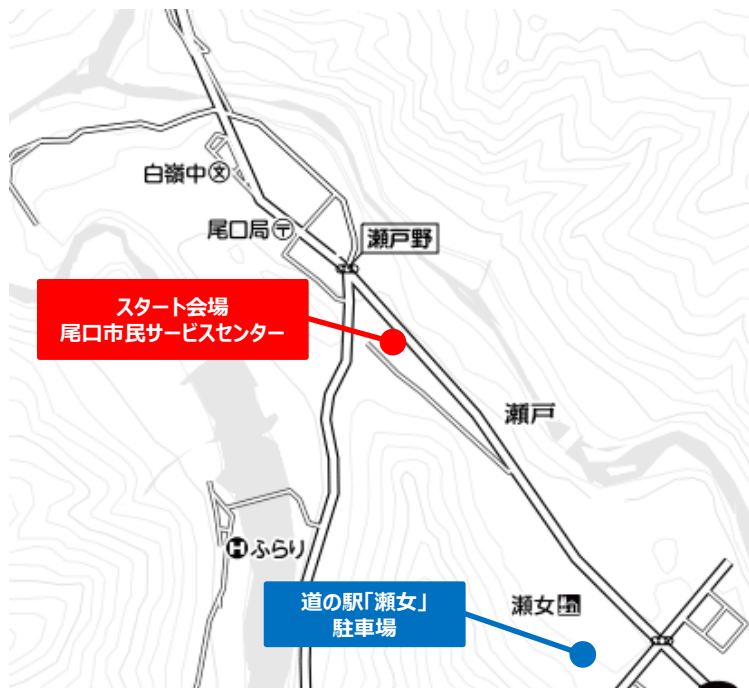 白嶺中
文
尾口局
瀬戸野
スタート会場
尾口市民サービスセンター
瀬戸
H ふらり
道の駅「瀬女」
駐車場
瀬女